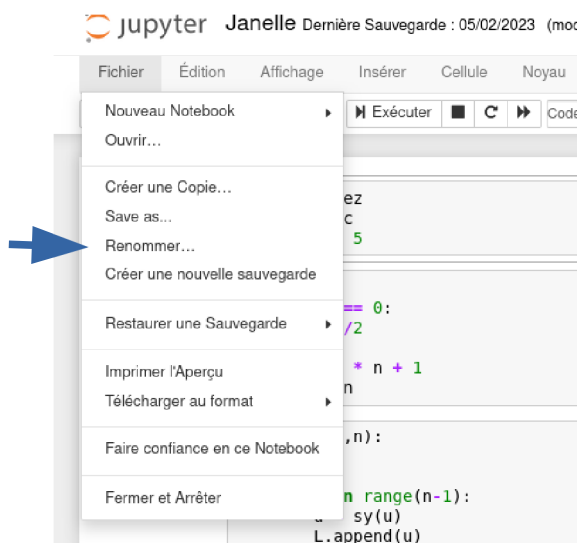 jupyter Janelle Dernière Sauvegarde : 05/02/2023 (mod
Fichier Édition Affichage Insérer Cellule Noyau
Nouveau Notebook
Exécuter Code
Ouvrir...
Créer une Copie...
Save as...
Renommer...
Créer une nouvelle sauvegarde
Restaurer une Sauvegarde
Imprimer l'Aperçu
Télécharger au format
Faire confiance en ce Notebook
Fermer et Arrêter
ez
c
5
== 0:
/2
* n + 1
n
,n):
n range(n-1):
sy(u)
L.append(u)